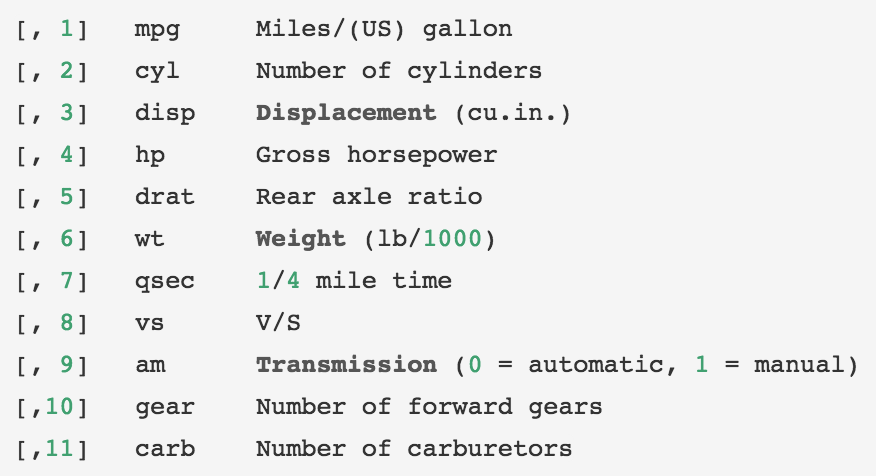 [, 1]   mpg     Miles/(US) gallon
[, 2]   cyl     Number of cylinders
[, 3]   disp    Displacement (cu.in.)
[, 4]   hp      Gross horsepower
[, 5]   drat    Rear axle ratio
[, 6]   wt      Weight (lb/1000)
[, 7]   qsec    1/4 mile time
[, 8]   vs      V/S
[, 9]   am      Transmission (0 = automatic, 1 = manual)
[,10]   gear    Number of forward gears
[,11]   carb    Number of carburetors